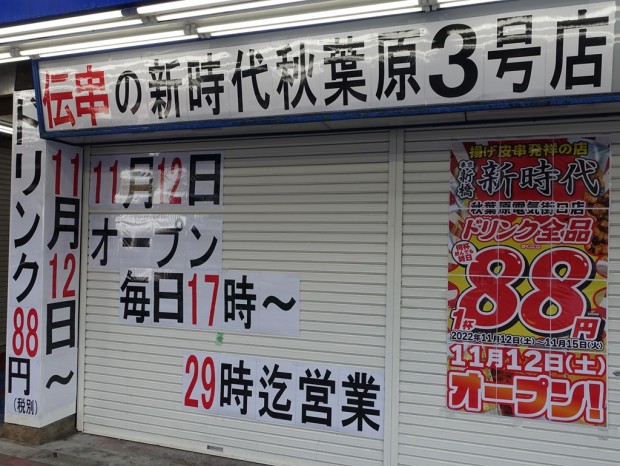 伝串の新時代秋葉原3号店
ドリンク88円
(税別)
11月12日〜
11月12日
オープン
毎日17時〜
29時迄営業
揚げ皮串発祥の店
新時代
秋葉原電気街口店
ドリンク全品
88円
1杯
2022年11月12日(土)〜11月15日(火)
11月12日(土)
オープン!